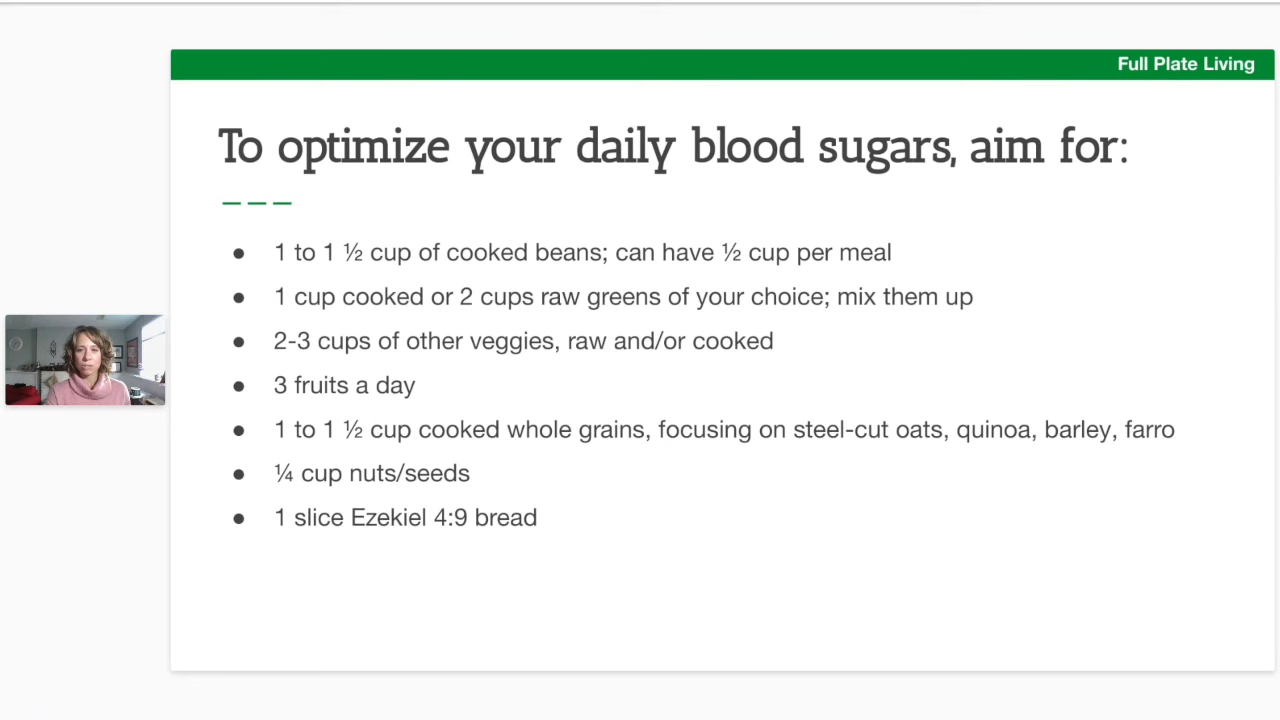 Full Plate Living
To optimize your daily blood sugars, aim for:
● 1 to 1 ½ cup of cooked beans; can have ½ cup per meal
● 1 cup cooked or 2 cups raw greens of your choice; mix them up
● 2-3 cups of other veggies, raw and/or cooked
● 3 fruits a day
● 1 to 1 ½ cup cooked whole grains, focusing on steel-cut oats, quinoa, barley, farro
● ¼ cup nuts/seeds
● 1 slice Ezekiel 4:9 bread